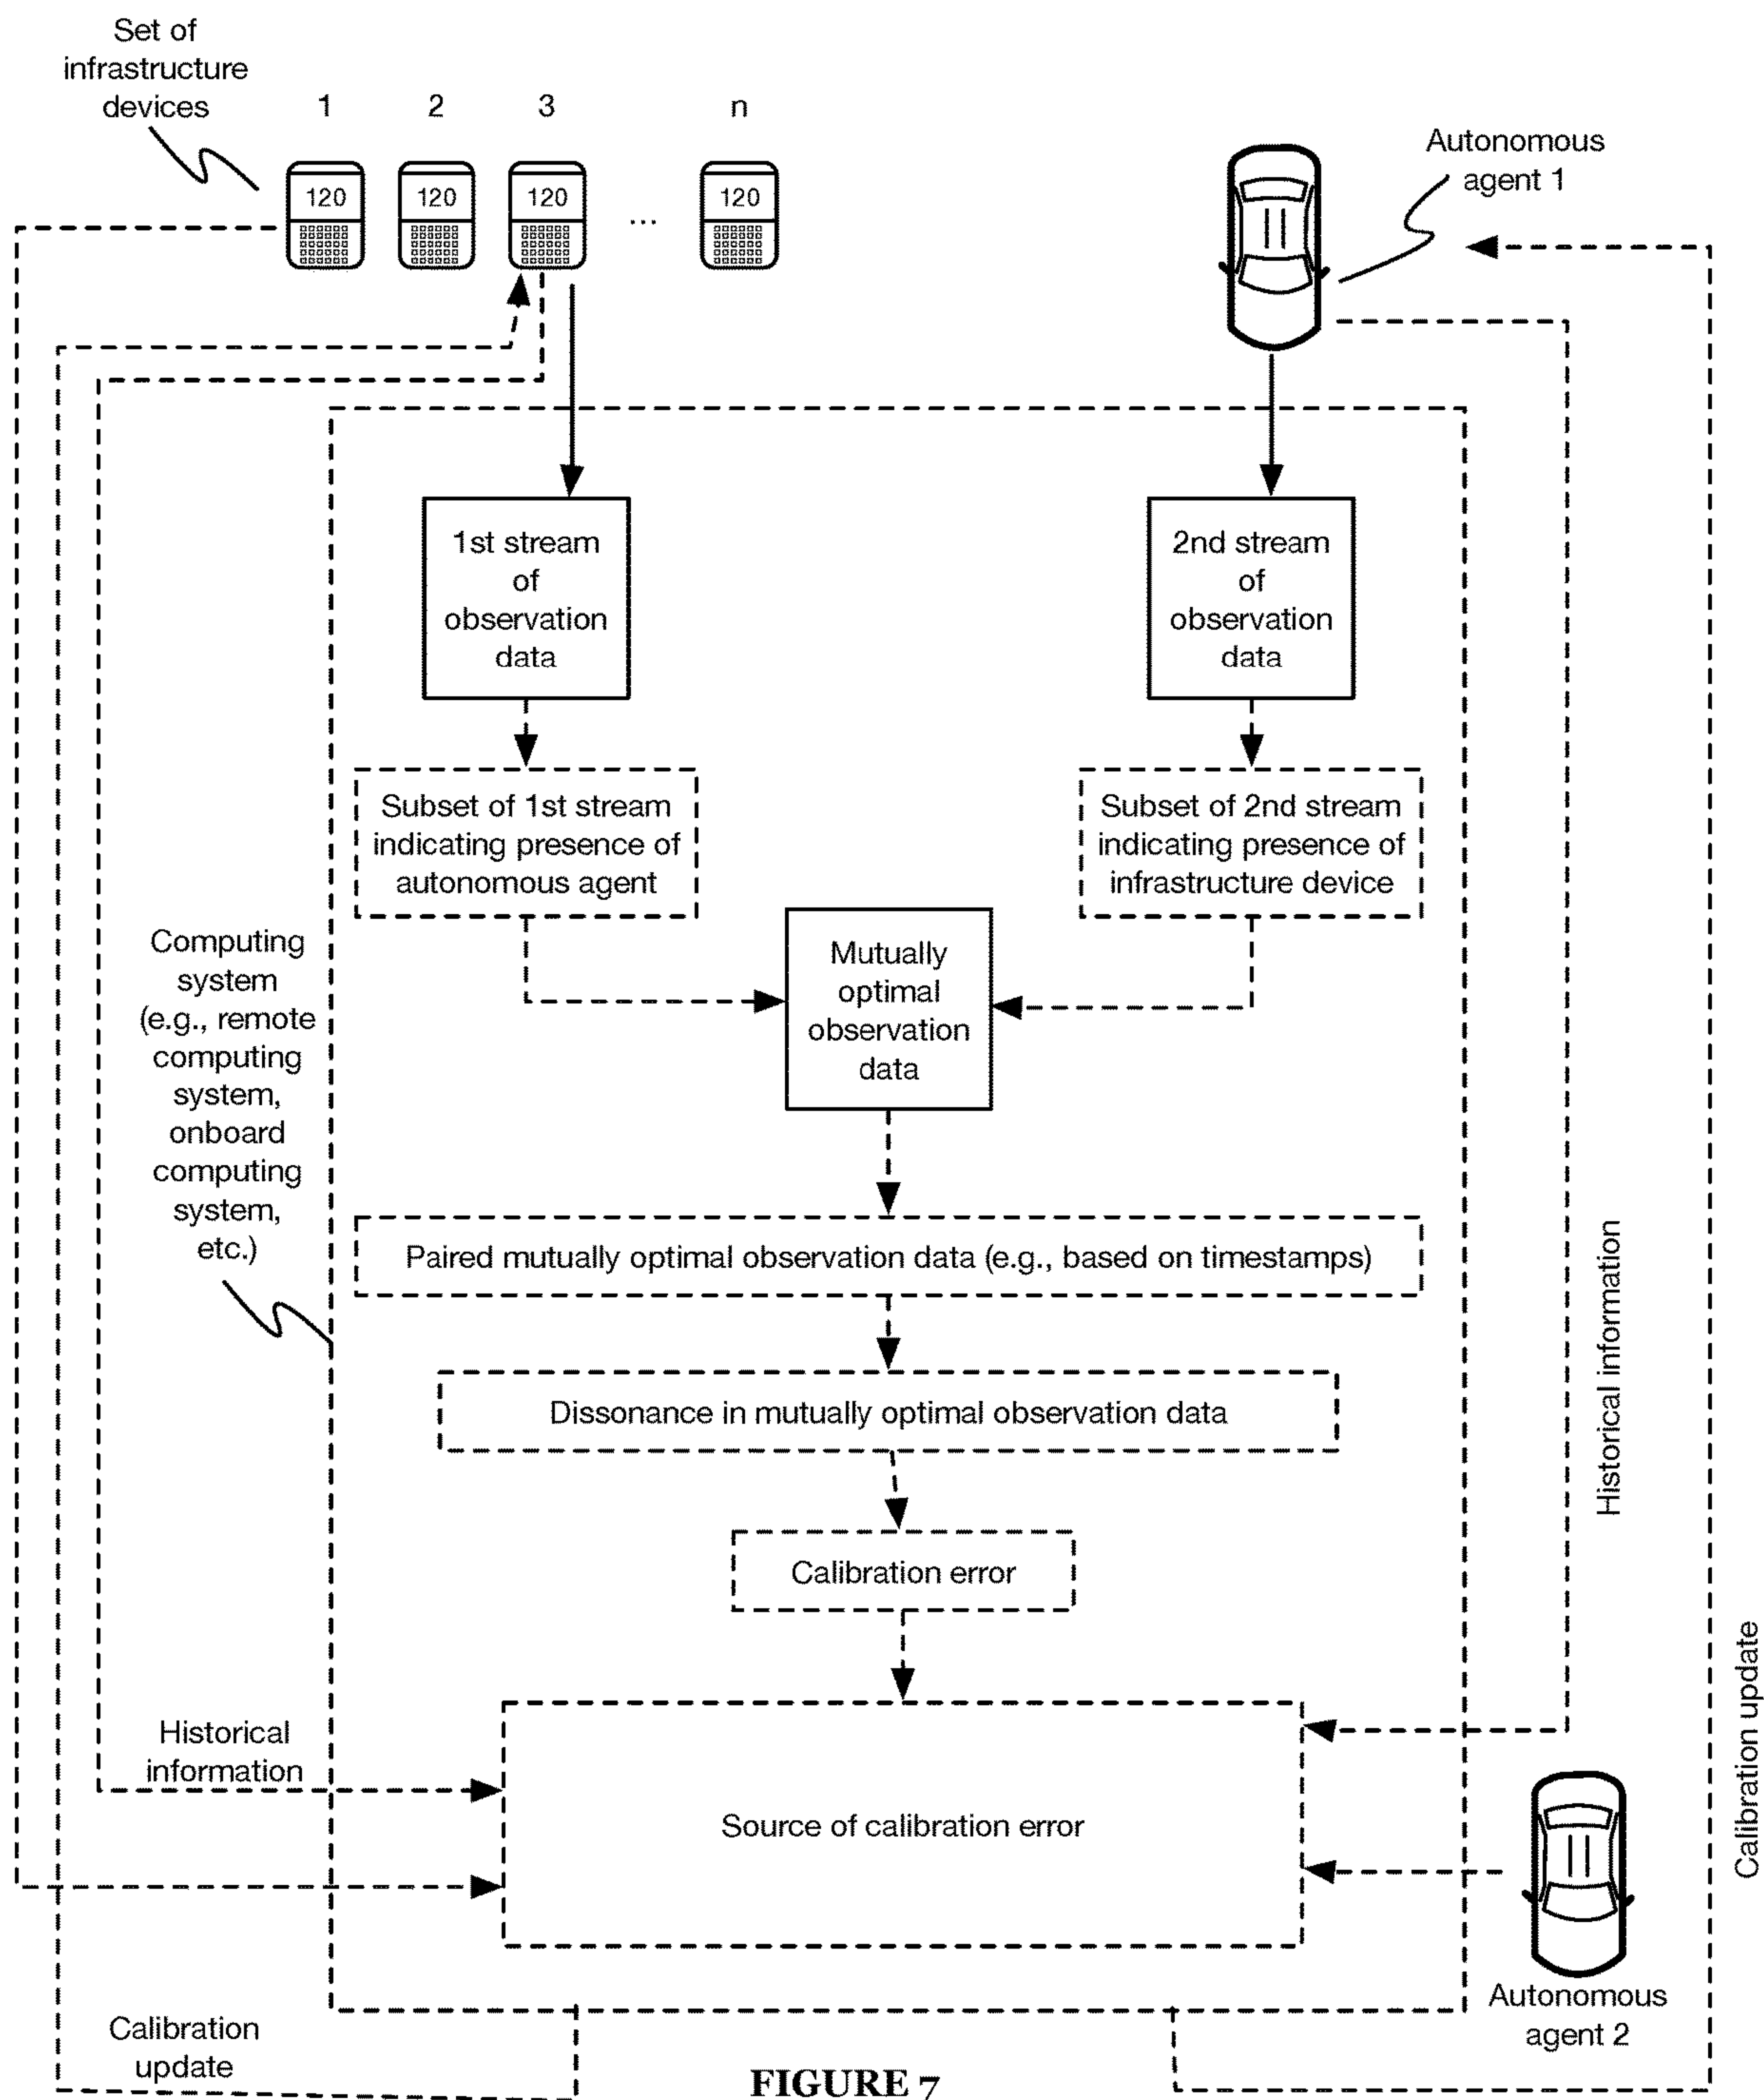 Set of
infrastructure
devices
1
2
3
n
120
120
120
...
120
Autonomous
agent 1
1st stream
of
observation
data
2nd stream
of
observation
data
Subset of 1st stream
indicating presence of
autonomous agent
Subset of 2nd stream
indicating presence of
infrastructure device
Mutually
optimal
observation
data
Computing
system
(e.g., remote
computing
system,
onboard
computing
system,
etc.)
Paired mutually optimal observation data (e.g., based on timestamps)
Dissonance in mutually optimal observation data
Calibration error
Historical information
Historical
information
Source of calibration error
Calibration update
Autonomous
agent 2
Calibration
update
FIGURE 7